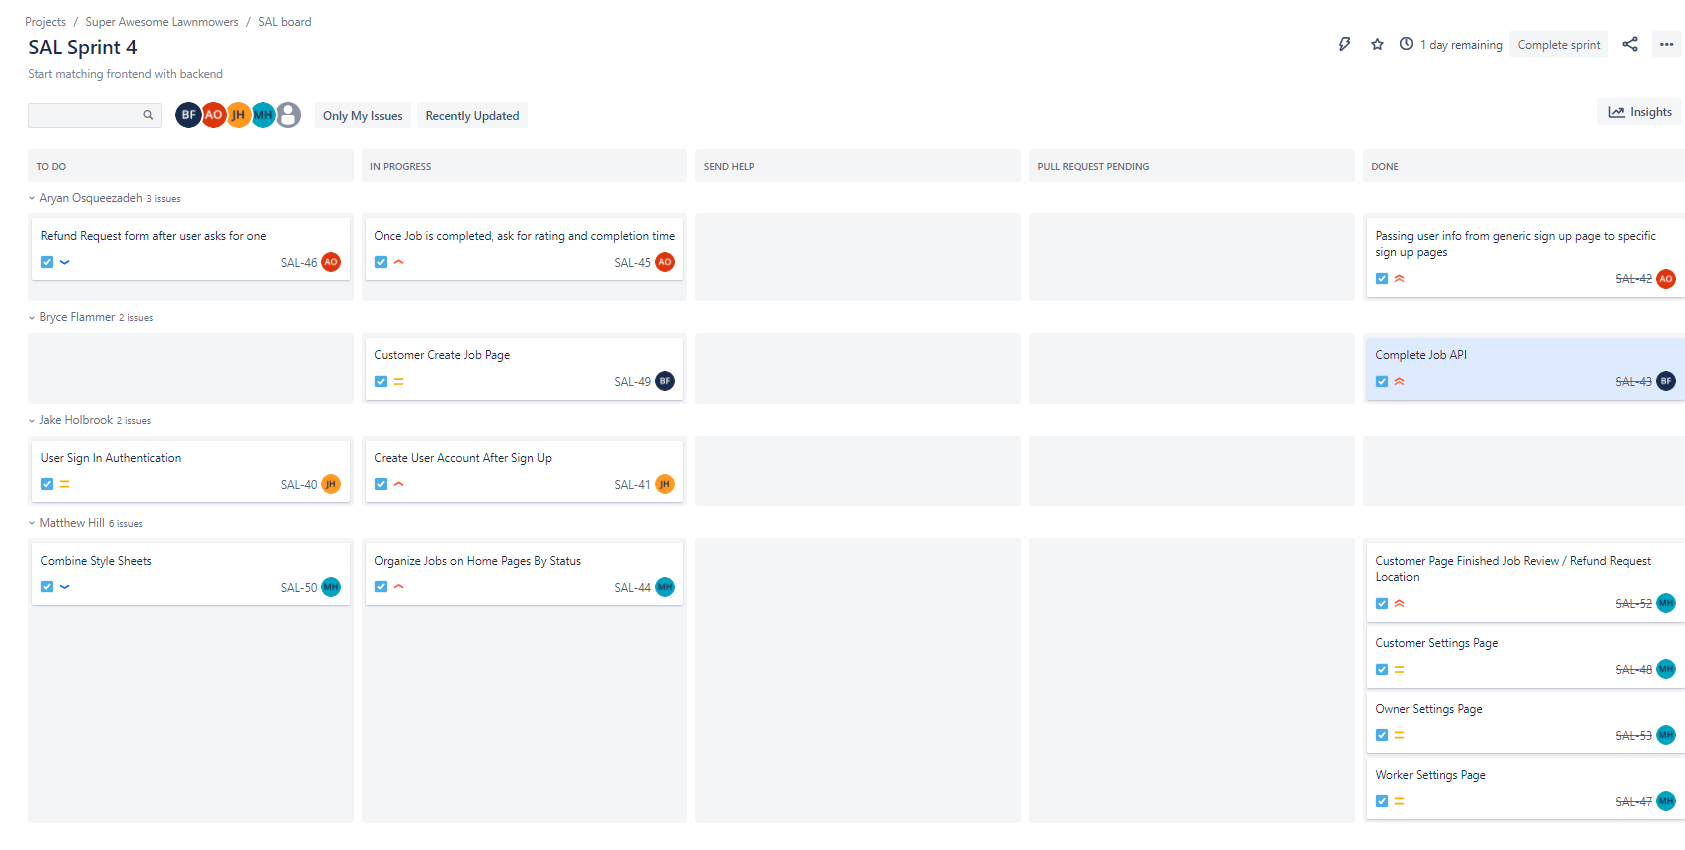 Projects / Super Awesome Lawnmowers / SAL board
SAL Sprint 4
1 day remaining
Complete sprint
Start matching frontend with backend
BF AO JH MH
Only My Issues
Recently Updated
Insights
TO DO
IN PROGRESS
SEND HELP
PULL REQUEST PENDING
DONE
Aryan Osqueezadeh 3 issues
Refund Request form after user asks for one
SAL-46 AO
Once Job is completed, ask for rating and completion time
SAL-45 AO
Passing user info from generic sign up page to specific
sign up pages
SAL-42 AO
Bryce Flammer 2 issues
Customer Create Job Page
SAL-49 BF
Complete Job API
SAL-43 BF
Jake Holbrook 2 issues
User Sign In Authentication
SAL-40 JH
Create User Account After Sign Up
SAL-41 JH
Matthew Hill 6 issues
Combine Style Sheets
SAL-50 MH
Organize Jobs on Home Pages By Status
SAL-44 MH
Customer Page Finished Job Review / Refund Request
Location
SAL-52 MH
Customer Settings Page
SAL-48 MH
Owner Settings Page
SAL-53 MH
Worker Settings Page
SAL-47 MH